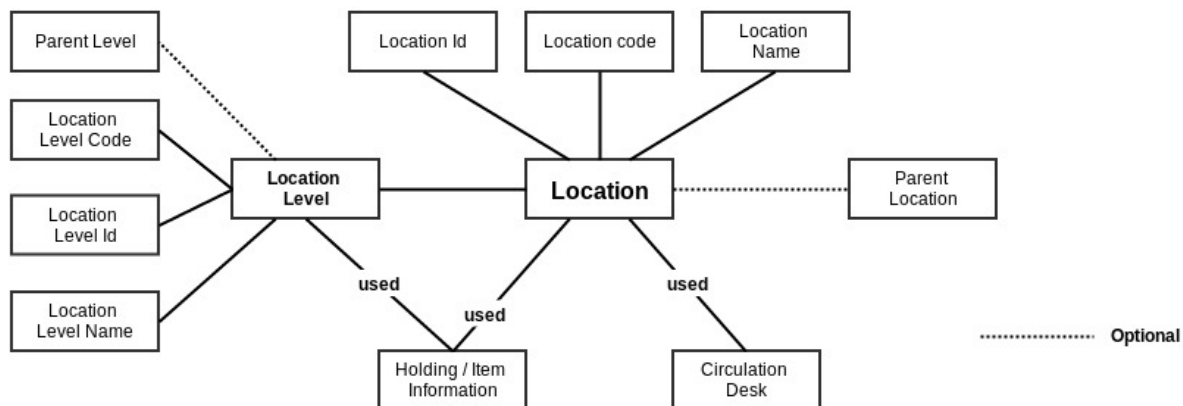 Parent Level
Location Id
Location code
Location
Name
Location
Level Code
Location
Level
Location
Parent
Location
Location
Level Id
used
used
used
Location
Level Name
Optional
Holding / Item
Information
Circulation
Desk